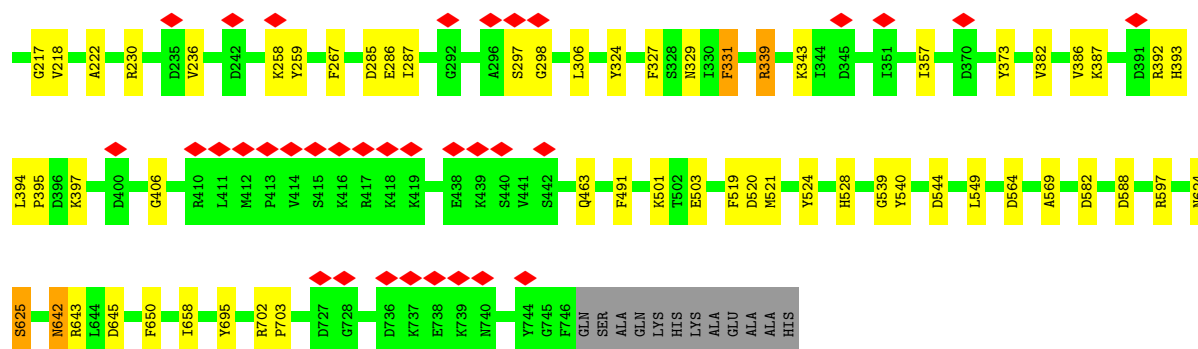 G217 V218 A222 R230 D235 V236 D242 K258 Y259 F267 D285 E286 I287 G292 A296 S297 G298 L306 Y324 F327 S328 N329 I330 F331 R339 K343 I344 D345 I351 I357 D370 Y373 V382 V386 K387 D391 R392 H393
L394 P395 D396 K397 D400 G406 R410 L411 M412 P413 V414 S415 K416 R417 K418 K419 E438 K439 S440 V441 S442 Q463 F491 K501 T502 E503 F519 D520 M521 Y524 H528 G539 Y540 D544 L549 D564 A569 D582 D588 R597 N624
S625 N642 R643 L644 D645 F650 I658 Y695 R702 P703 D727 G728 D736 K737 E738 K739 N740 Y744 G745 F746 GLN SER ALA GLN LYS HIS LYS ALA GLU ALA ALA HIS